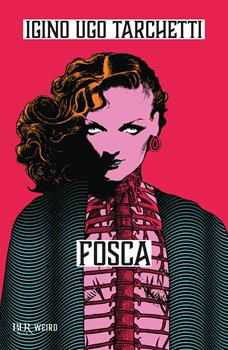 IGINO UGO TARCHETTI
FOSCA
BUR WEIRD